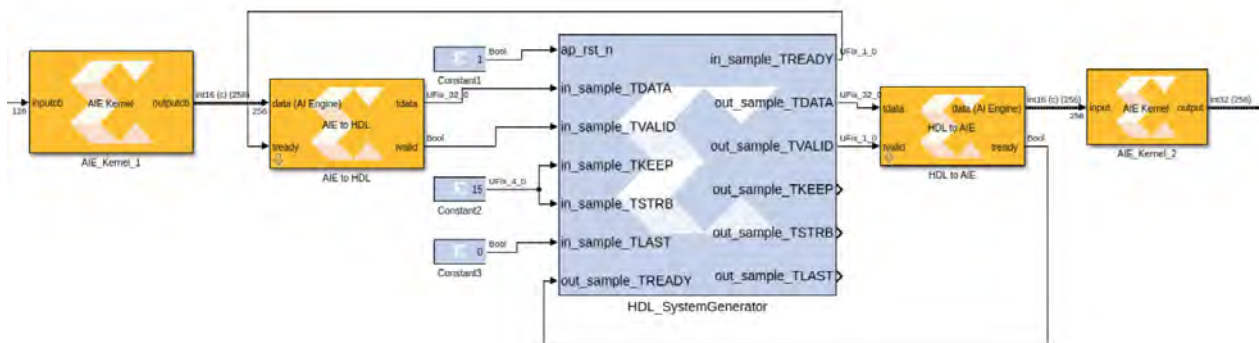 inputcb
AIE Kernel
outputcb
128
AIE_Kernel_1
int16 (c) (256)
256
data (AI Engine)
tdata
AIE to HDL
tready
tvalid
AIE to HDL
UFix_32_0
Bool
1
Bool
Constant1
15
UFix_4_0
Constant2
0
Bool
Constant3
ap_rst_n
in_sample_TDATA
in_sample_TVALID
in_sample_TKEEP
in_sample_TSTRB
in_sample_TLAST
out_sample_TREADY
in_sample_TREADY
out_sample_TDATA
out_sample_TVALID
out_sample_TKEEP
out_sample_TSTRB
out_sample_TLAST
HDL_SystemGenerator
UFix_1_0
UFix_32_0
UFix_1_0
tdata
data (AI Engine)
HDL to AIE
tvalid
tready
HDL to AIE
int16 (c) (256)
256
Bool
input
AIE Kernel
output
AIE_Kernel_2
int32 (256)